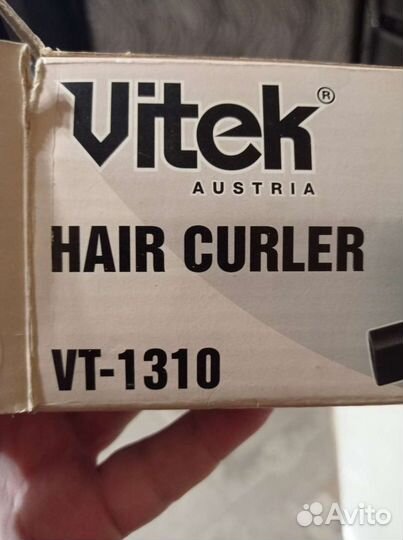 Vitek®
AUSTRIA
HAIR CURLER
VT-1310
Avito